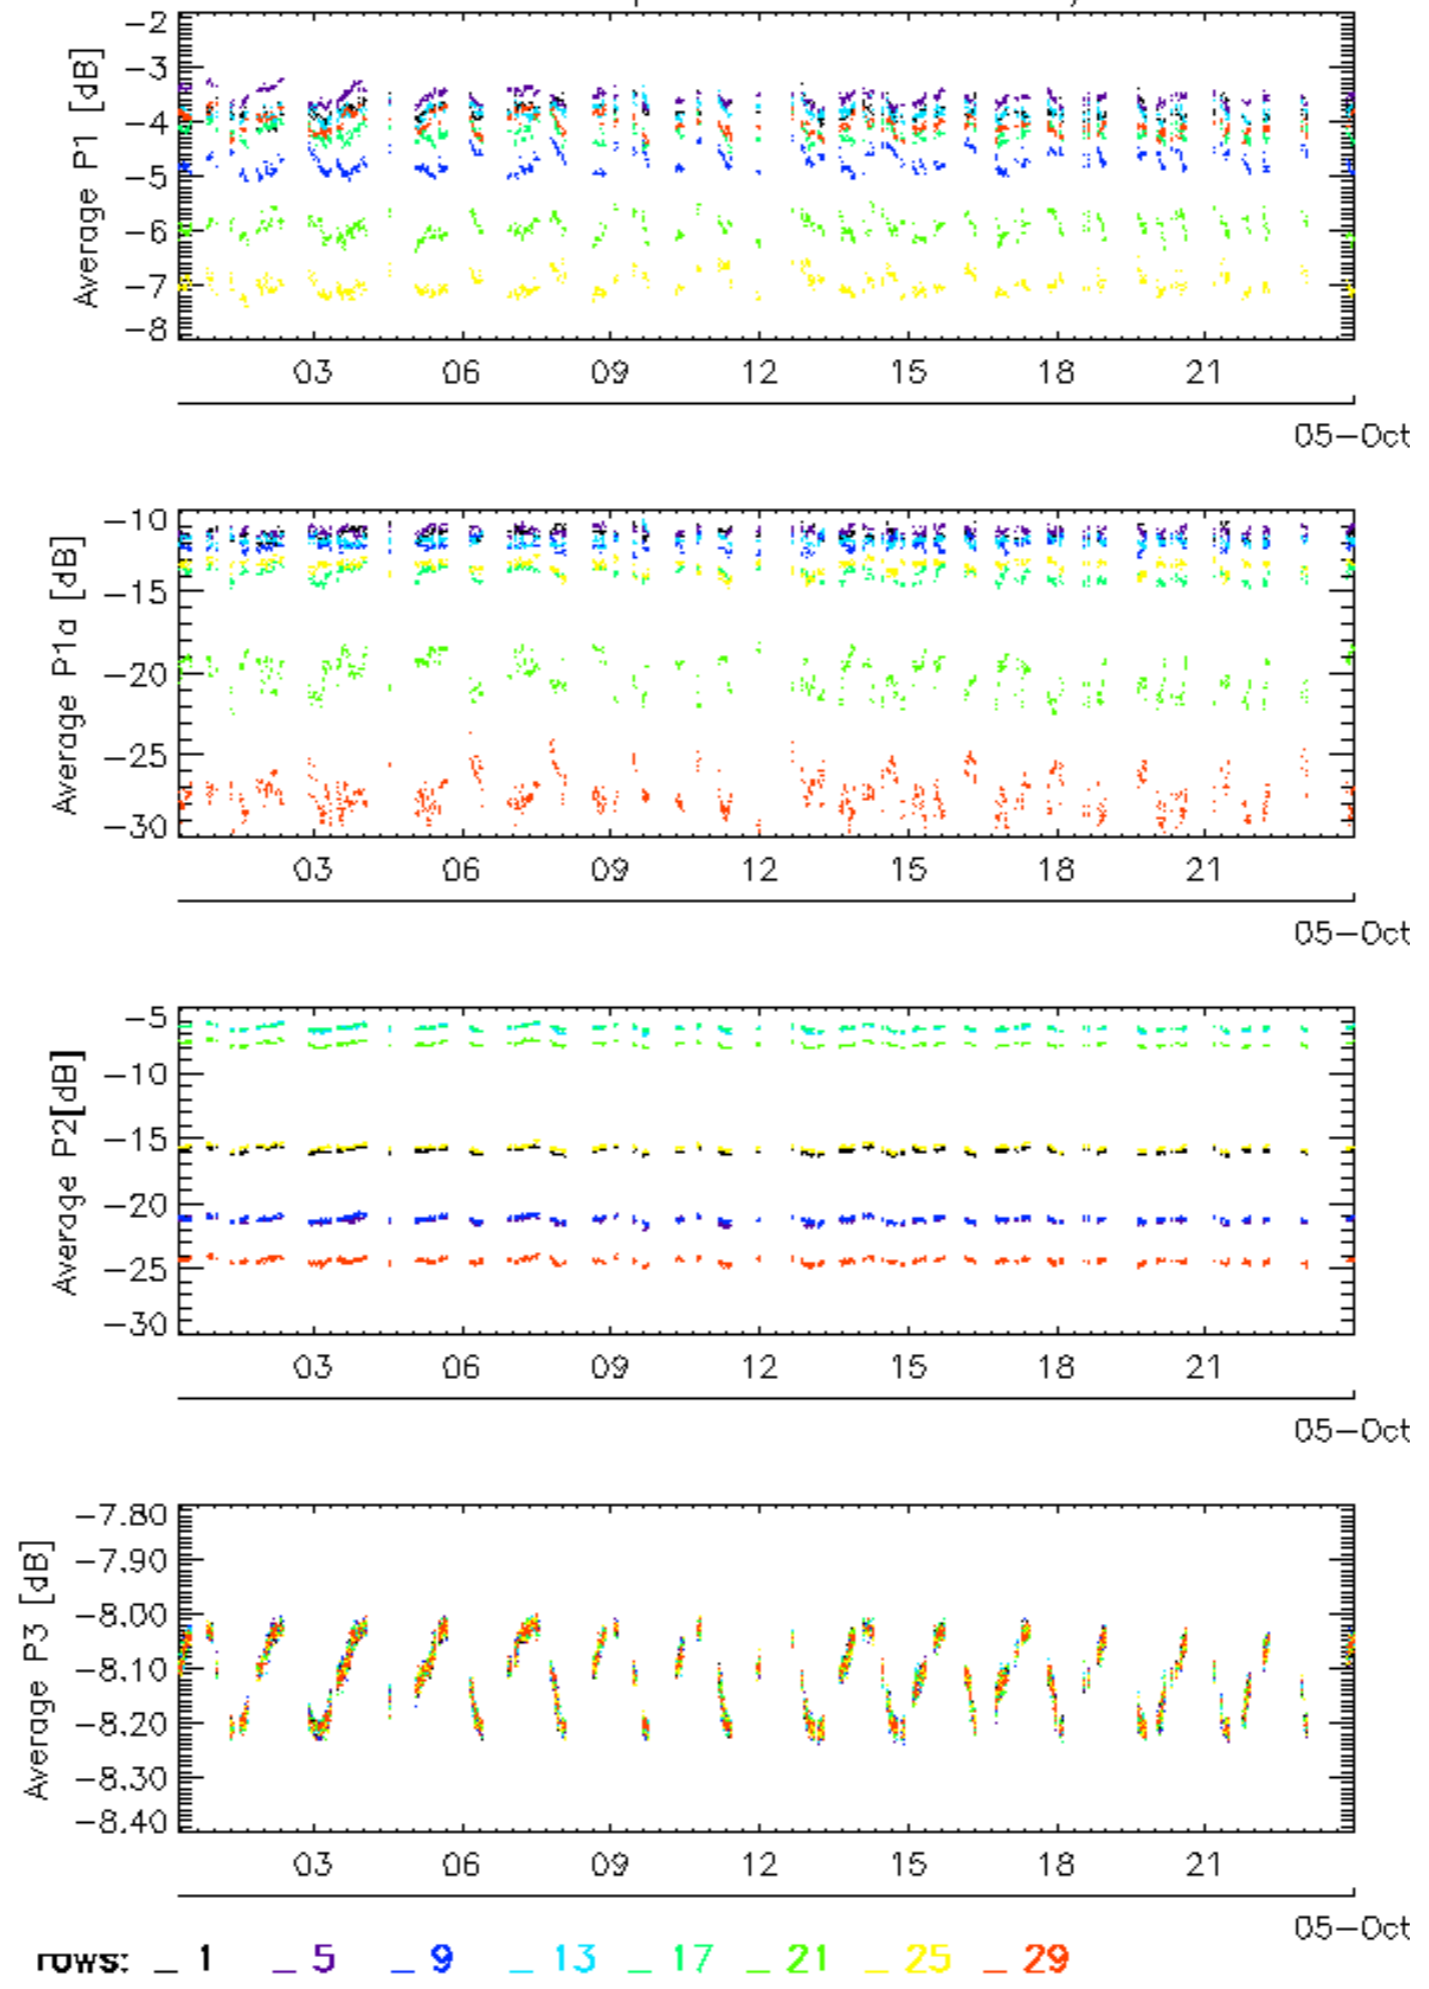 -2
-3
-4
-5
-6
-7
-8
Average P1 [dB]
03 06 09 12 15 18 21
05-Oct
-10
-15
-20
-25
-30
Average P1a [dB]
03 06 09 12 15 18 21
05-Oct
-5
-10
-15
-20
-25
-30
Average P2[dB]
03 06 09 12 15 18 21
05-Oct
-7.80
-7.90
-8.00
-8.10
-8.20
-8.30
-8.40
Average P3 [dB]
03 06 09 12 15 18 21
05-Oct
rows: _ 1 _ 5 _ 9 _ 13 _ 17 _ 21 _ 25 _ 29